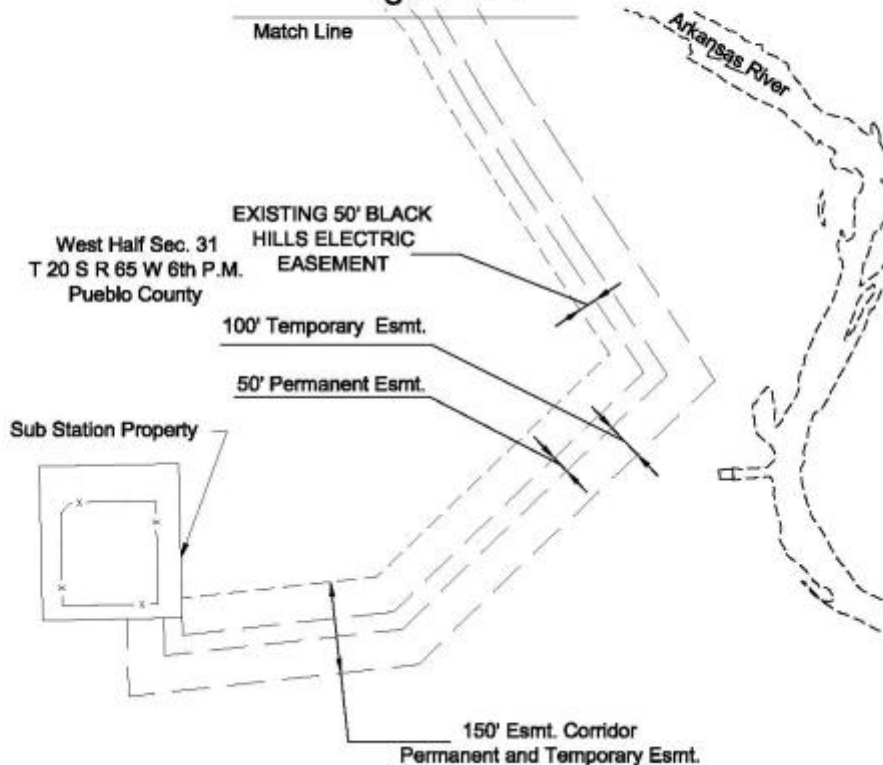 Match Line
Arkansas River
EXISTING 50' BLACK
HILLS ELECTRIC
EASEMENT
West Half Sec. 31
T 20 S R 65 W 6th P.M.
Pueblo County
100' Temporary Esmt.
50' Permanent Esmt.
Sub Station Property
x
x
x
x
150' Esmt. Corridor
Permanent and Temporary Esmt.